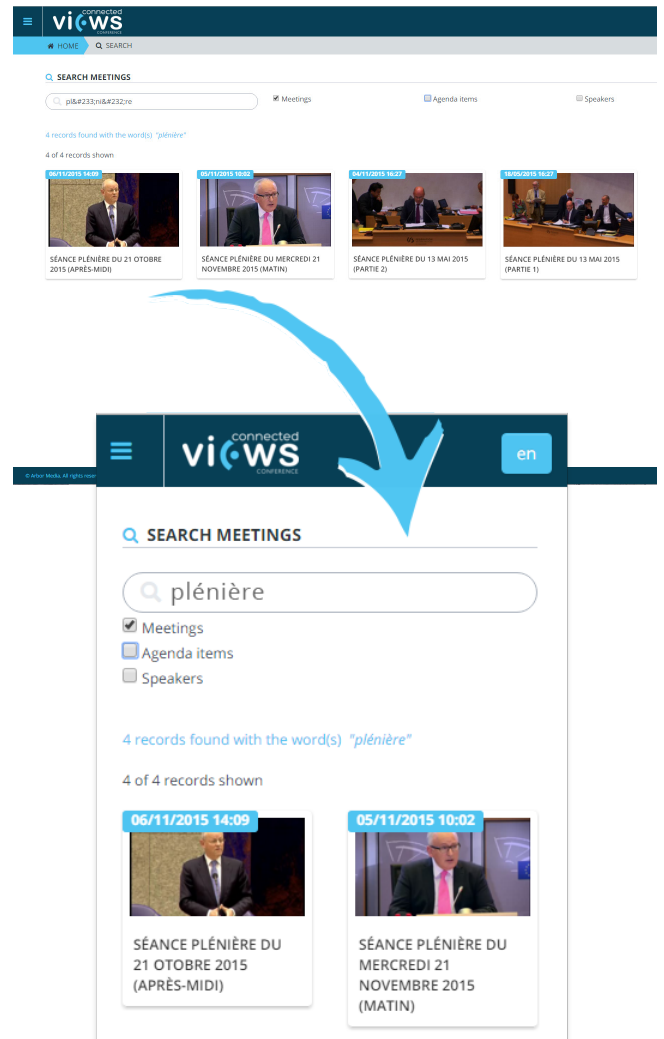 connected
views
CONFERENCE
HOME
SEARCH
SEARCH MEETINGS
pl&#233;ni&#232;re
Meetings
Agenda items
Speakers
4 records found with the word(s) "plénière"
4 of 4 records shown
06/11/2015 14:09
05/11/2015 10:02
04/11/2015 16:27
18/05/2015 16:27
SÉANCE PLÉNIÈRE DU 21 OTOBRE
2015 (APRÈS-MIDI)
SÉANCE PLÉNIÈRE DU MERCREDI 21
NOVEMBRE 2015 (MATIN)
SÉANCE PLÉNIÈRE DU 13 MAI 2015
(PARTIE 2)
SÉANCE PLÉNIÈRE DU 13 MAI 2015
(PARTIE 1)
© Arbor Media, All rights reser
connected
views
CONFERENCE
en
SEARCH MEETINGS
plénière
Meetings
Agenda items
Speakers
4 records found with the word(s) "plénière"
4 of 4 records shown
06/11/2015 14:09
05/11/2015 10:02
SÉANCE PLÉNIÈRE DU
21 OTOBRE 2015
(APRÈS-MIDI)
SÉANCE PLÉNIÈRE DU
MERCREDI 21
NOVEMBRE 2015
(MATIN)